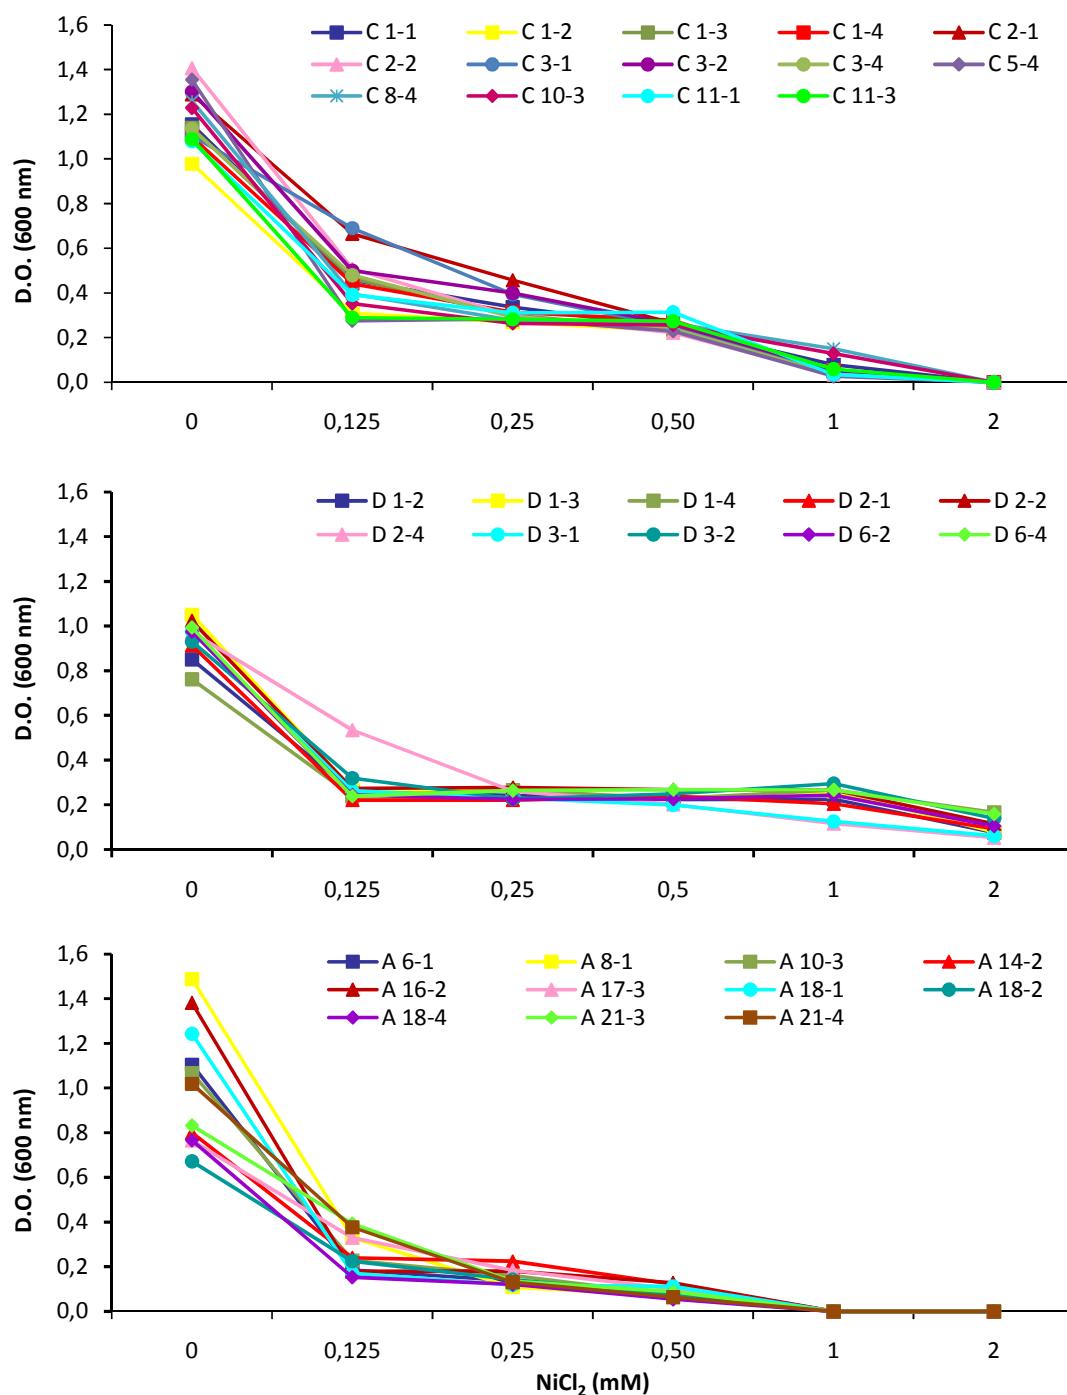 1,6
C 1-1 C 1-2 C 1-3 C 1-4 C 2-1
1,4
C 2-2 C 3-1 C 3-2 C 3-4 C 5-4
1,2
C 8-4 C 10-3 C 11-1 C 11-3
1,0
0,8
0,6
0,4
0,2
0,0
D.O. (600 nm)
0 0,125 0,25 0,50 1 2
1,6
D 1-2 D 1-3 D 1-4 D 2-1 D 2-2
1,4
D 2-4 D 3-1 D 3-2 D 6-2 D 6-4
1,2
1,0
0,8
0,6
0,4
0,2
0,0
D.O. (600 nm)
0 0,125 0,25 0,5 1 2
1,6
A 6-1 A 8-1 A 10-3 A 14-2
1,4
A 16-2 A 17-3 A 18-1 A 18-2
1,2
A 18-4 A 21-3 A 21-4
1,0
0,8
0,6
0,4
0,2
0,0
D.O. (600 nm)
0 0,125 0,25 0,50 1 2
NiCl₂ (mM)